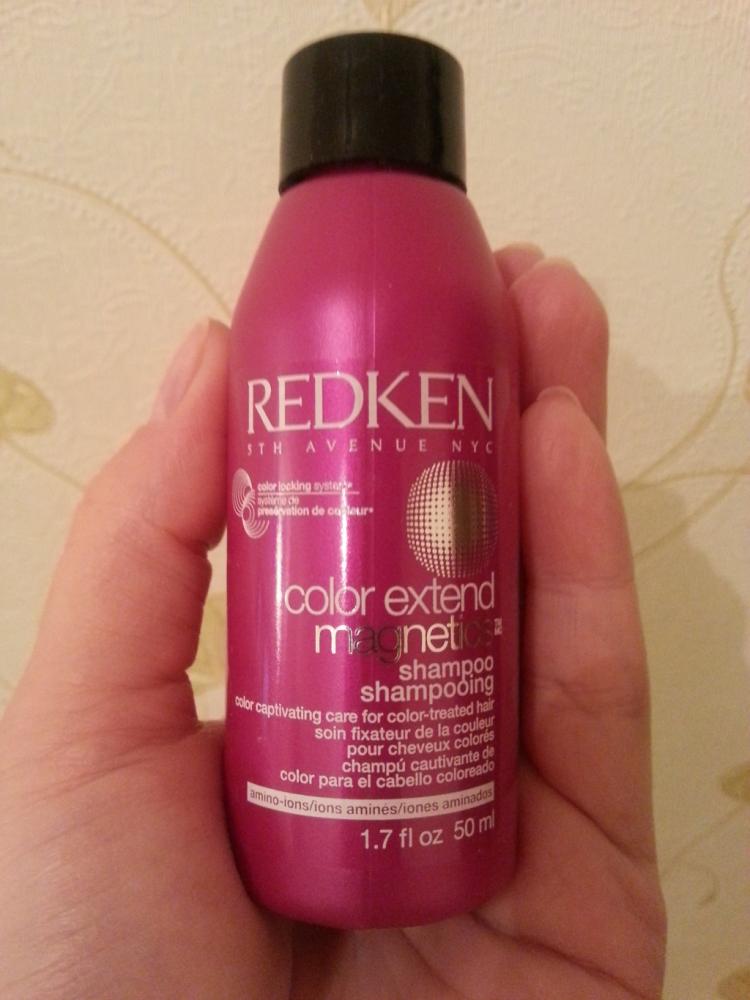 REDKEN
5TH AVENUE NYC
color locking system*
système de
preservation de couleur*
color extend
magnetics™
shampoo
shampooing
color captivating care for color-treated hair
soin fixateur de la couleur
pour cheveux colorés
champú cautivante de
color para el cabello coloreado
amino-ions/ions aminés/iones aminados
1.7 fl oz 50 ml